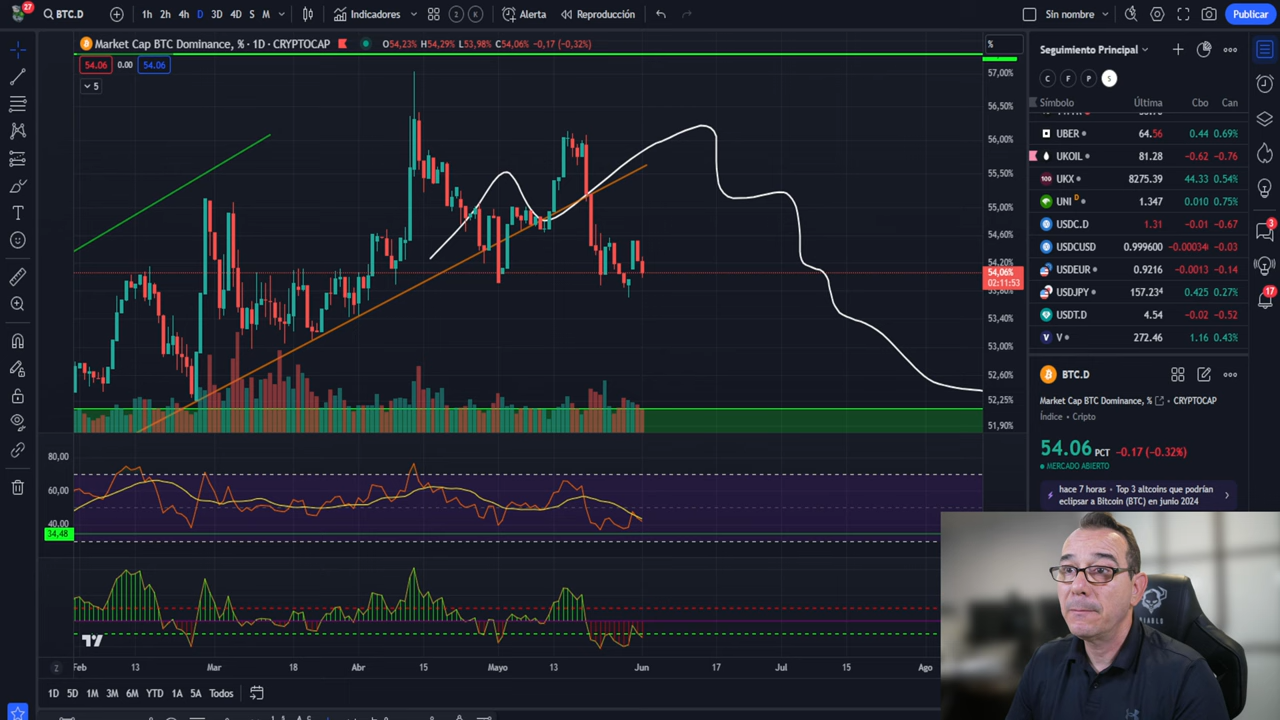 27
BTC.D
1h 2h 4h D 3D 4D S M
Indicadores
2 K
Alerta
Reproducción
Sin nombre
Publicar
Market Cap BTC Dominance, % · 1D · CRYPTOCAP
O54,23% H54,29% L53,98% C54,06% -0,17 (-0,32%)
54.06 0.00 54.06
5
%
57,00%
56,50%
56,00%
55,50%
55,00%
54,60%
54,20%
54,06%
02:11:53
53,80%
53,40%
53,00%
52,60%
52,25%
51,90%
80,00
60,00
40,00
34,48
Z
Feb 13 Mar 18 Abr 15 Mayo 13 Jun 17 Jul 15 Ago
1D 5D 1M 3M 6M YTD 1A 5A Todos
Seguimiento Principal
C F P S
Símbolo Última Cbo Can
UBER 64.56 0.44 0.69%
UKOIL 81.28 -0.62 -0.76
100 UKX 8275.39 44.33 0.54%
UNI D 1.347 0.010 0.75%
USDC.D 1.31 -0.01 -0.67
USDCUSD 0.999600 -0.00034 -0.03
USDEUR 0.9216 -0.0013 -0.14
USDJPY 157.234 0.425 0.27%
USDT.D 4.54 -0.02 -0.52
V V 272.46 1.16 0.43%
BTC.D
Market Cap BTC Dominance, % · CRYPTOCAP
Índice · Cripto
54.06 PCT -0.17 (-0.32%)
MERCADO ABIERTO
hace 7 horas · Top 3 altcoins que podrían
eclipsar a Bitcoin (BTC) en junio 2024
3
17
DIABLO